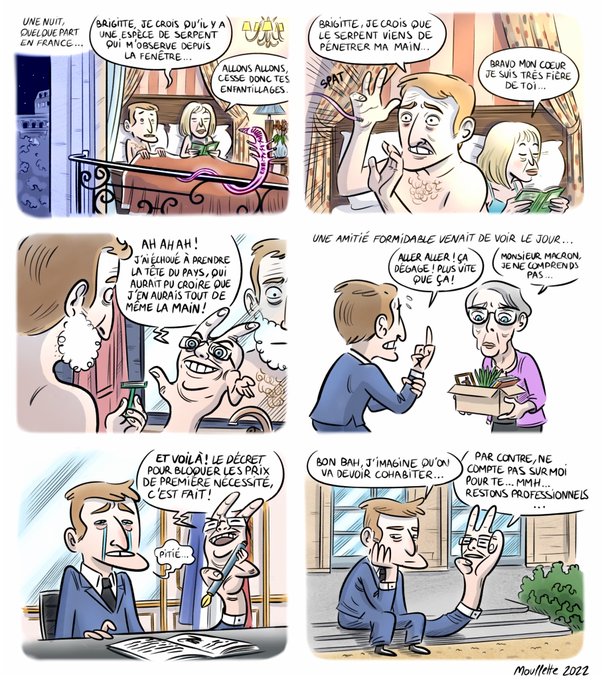 UNE NUIT,
QUELQUE PART
EN FRANCE...
BRIGITTE, JE CROIS QU'IL Y A
UNE ESPÈCE DE SERPENT
QUI M'OBSERVE DEPUIS
LA FENÊTRE...
ALLONS ALLONS,
CESSE DONC TES
ENFANTILLAGES.
BRIGITTE, JE CROIS QUE
LE SERPENT VIENS DE
PÉNÉTRER MA MAIN...
SPAT
BRAVO MON COEUR
JE SUIS TRÈS FIÈRE
DE TOI...
AH AH AH !
J'AI ÉCHOUÉ À PRENDRE
LA TÊTE DU PAYS, QUI
AURAIT PU CROIRE QUE
J'EN AURAIS TOUT DE
MÊME LA MAIN !
UNE AMITIÉ FORMIDABLE VENAIT DE VOIR LE JOUR...
ALLER ALLER ! ÇA
DÉGAGE ! PLUS VITE
QUE ÇA !
MONSIEUR MACRON,
JE NE COMPRENDS
PAS...
ET VOILÀ ! LE DÉCRET
POUR BLOQUER LES PRIX
DE PREMIÈRE NÉCESSITÉ,
C'EST FAIT !
PITIÉ...
BON BAH, J'IMAGINE QU'ON
VA DEVOIR COHABITER...
PAR CONTRE, NE
COMPTE PAS SUR MOI
POUR TE... MMH...
RESTONS PROFESSIONNELS
...
Mouffette 2022